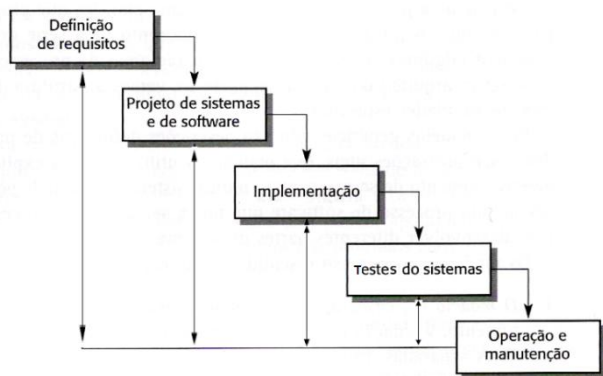 Definição
de requisitos
Projeto de sistemas
e de software
Implementação
Testes do sistemas
Operação e
manutenção